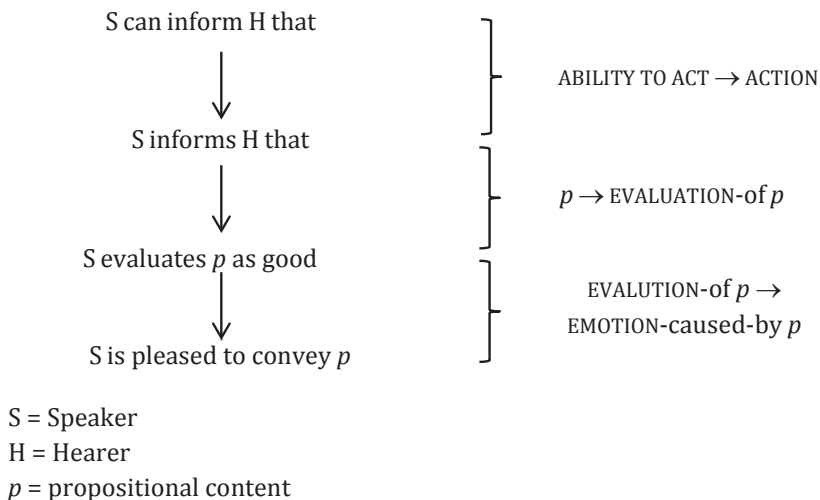 S can inform H that
ABILITY TO ACT → ACTION
S informs H that
p → EVALUATION-of p
S evaluates p as good
EVALUTION-of p →
EMOTION-caused-by p
S is pleased to convey p
S = Speaker
H = Hearer
p = propositional content